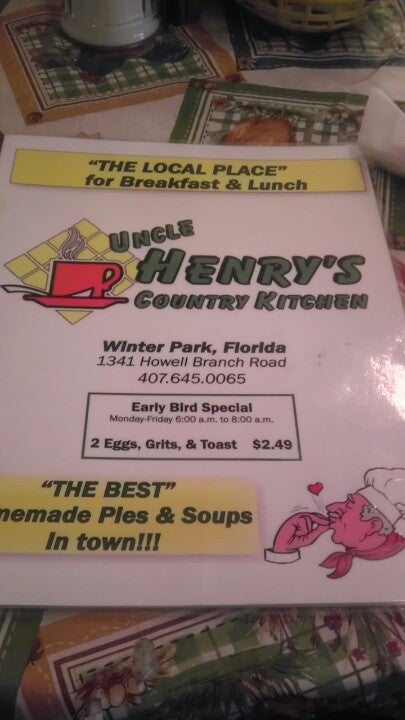 "THE LOCAL PLACE"
for Breakfast & Lunch
UNCLE
HENRY'S
COUNTRY KITCHEN
Winter Park, Florida
1341 Howell Branch Road
407.645.0065
Early Bird Special
Monday-Friday 6:00 a.m. to 8:00 a.m.
2 Eggs, Grits, & Toast $2.49
"THE BEST"
memade Pies & Soups
in town!!!